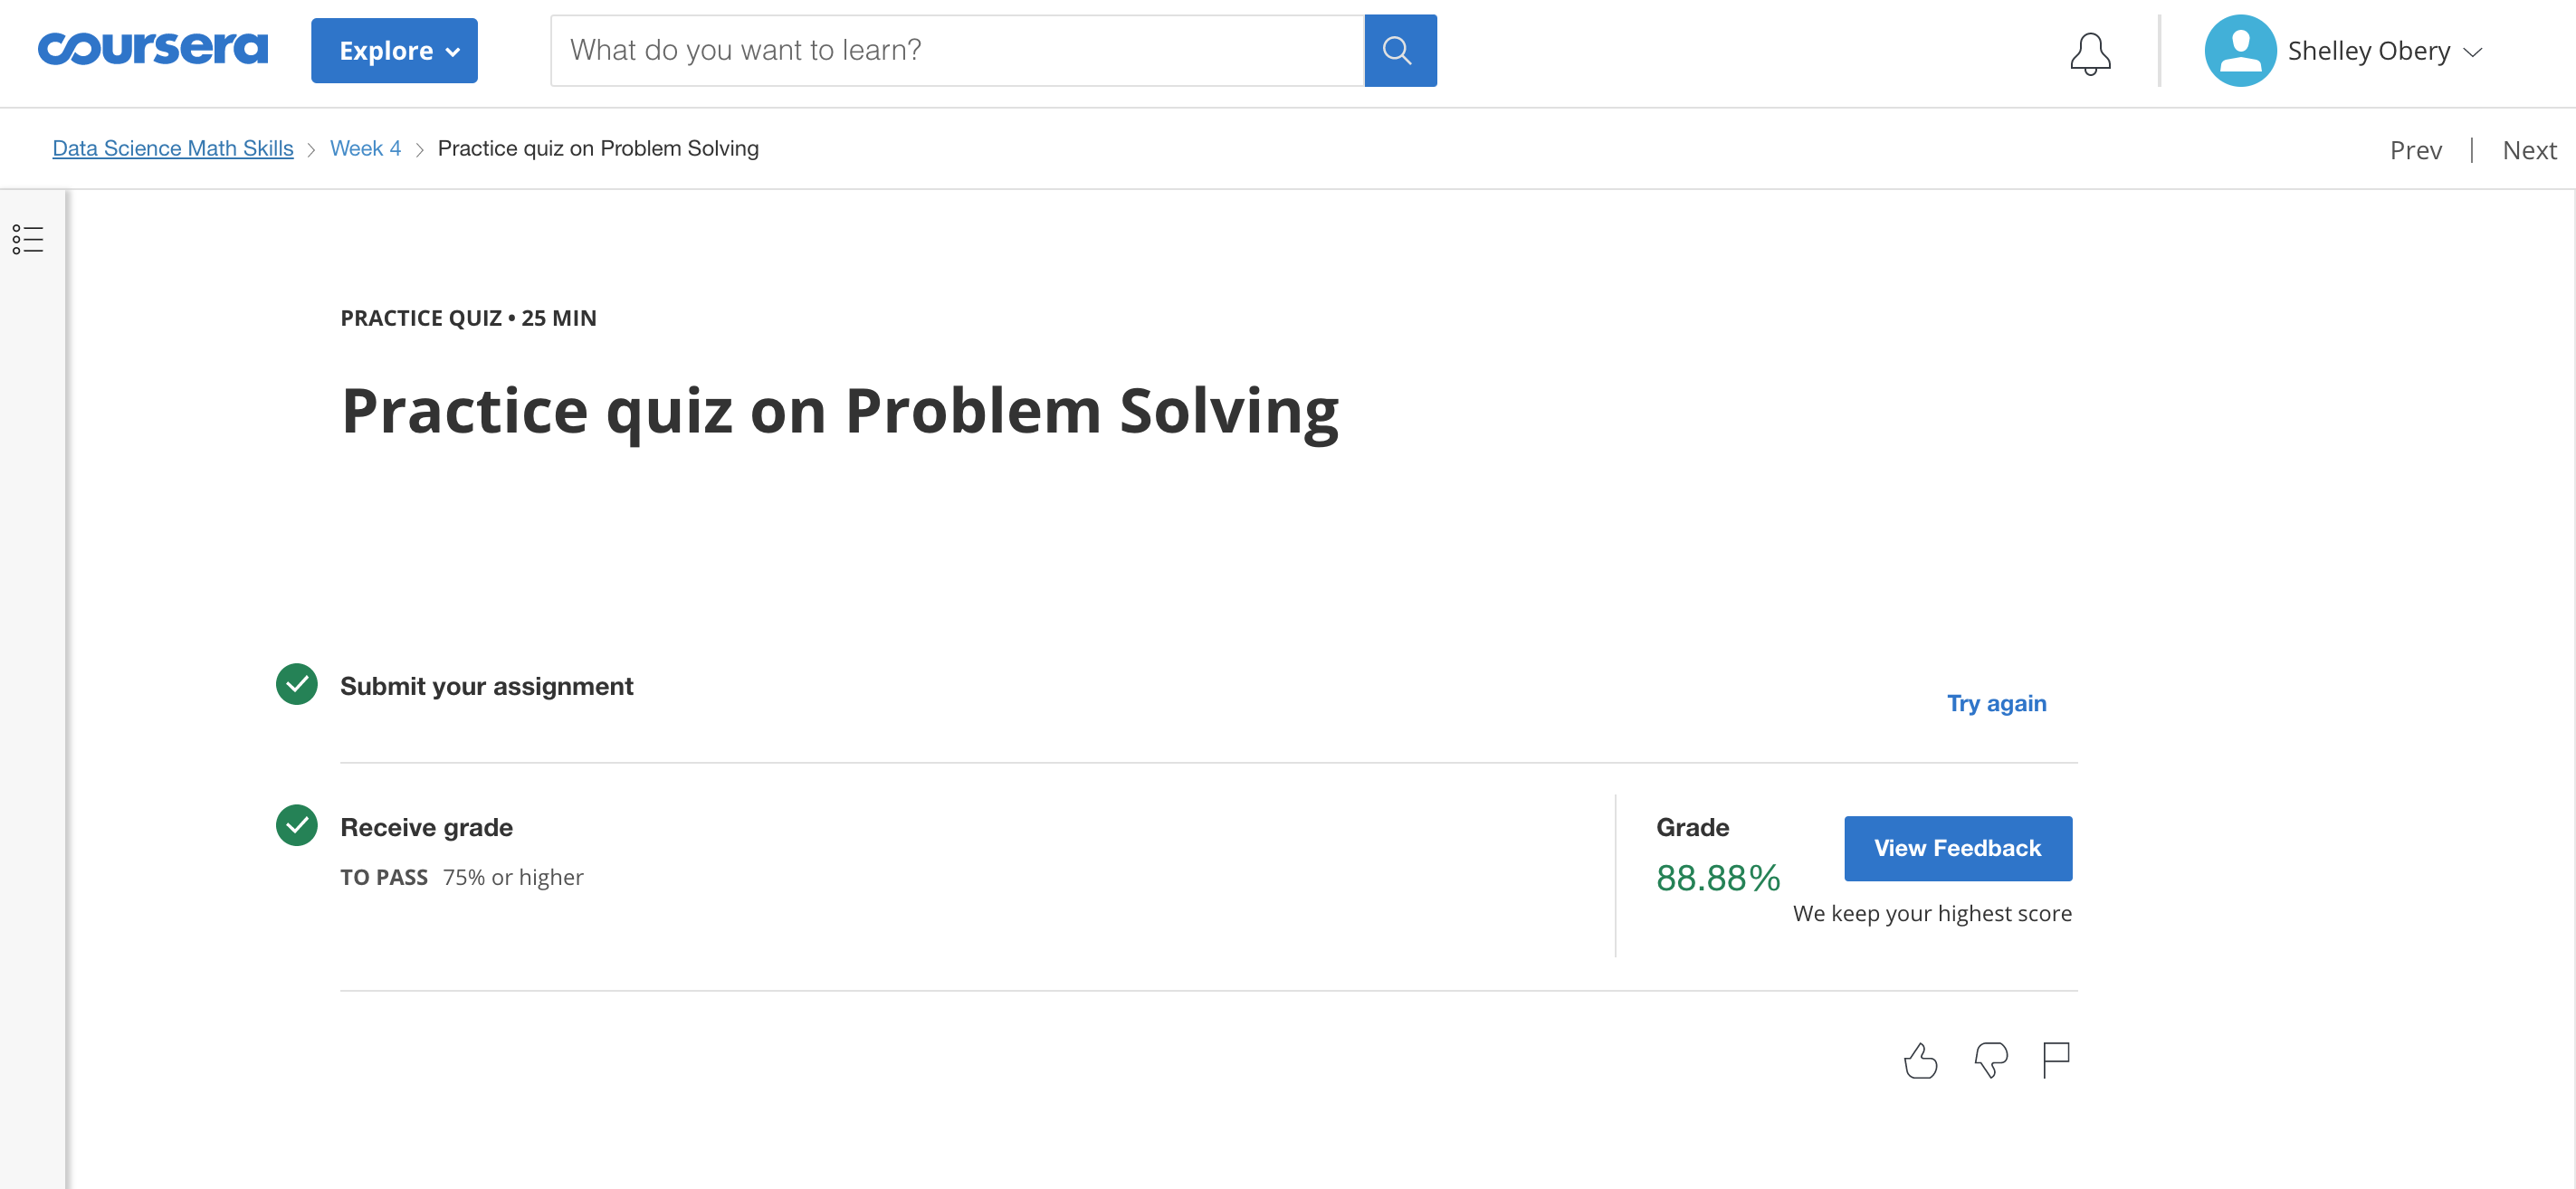 coursera
Explore
What do you want to learn?
Shelley Obery
Data Science Math Skills > Week 4 > Practice quiz on Problem Solving
Prev | Next
PRACTICE QUIZ • 25 MIN
Practice quiz on Problem Solving
Submit your assignment
Try again
Receive grade
TO PASS 75% or higher
Grade
88.88%
View Feedback
We keep your highest score